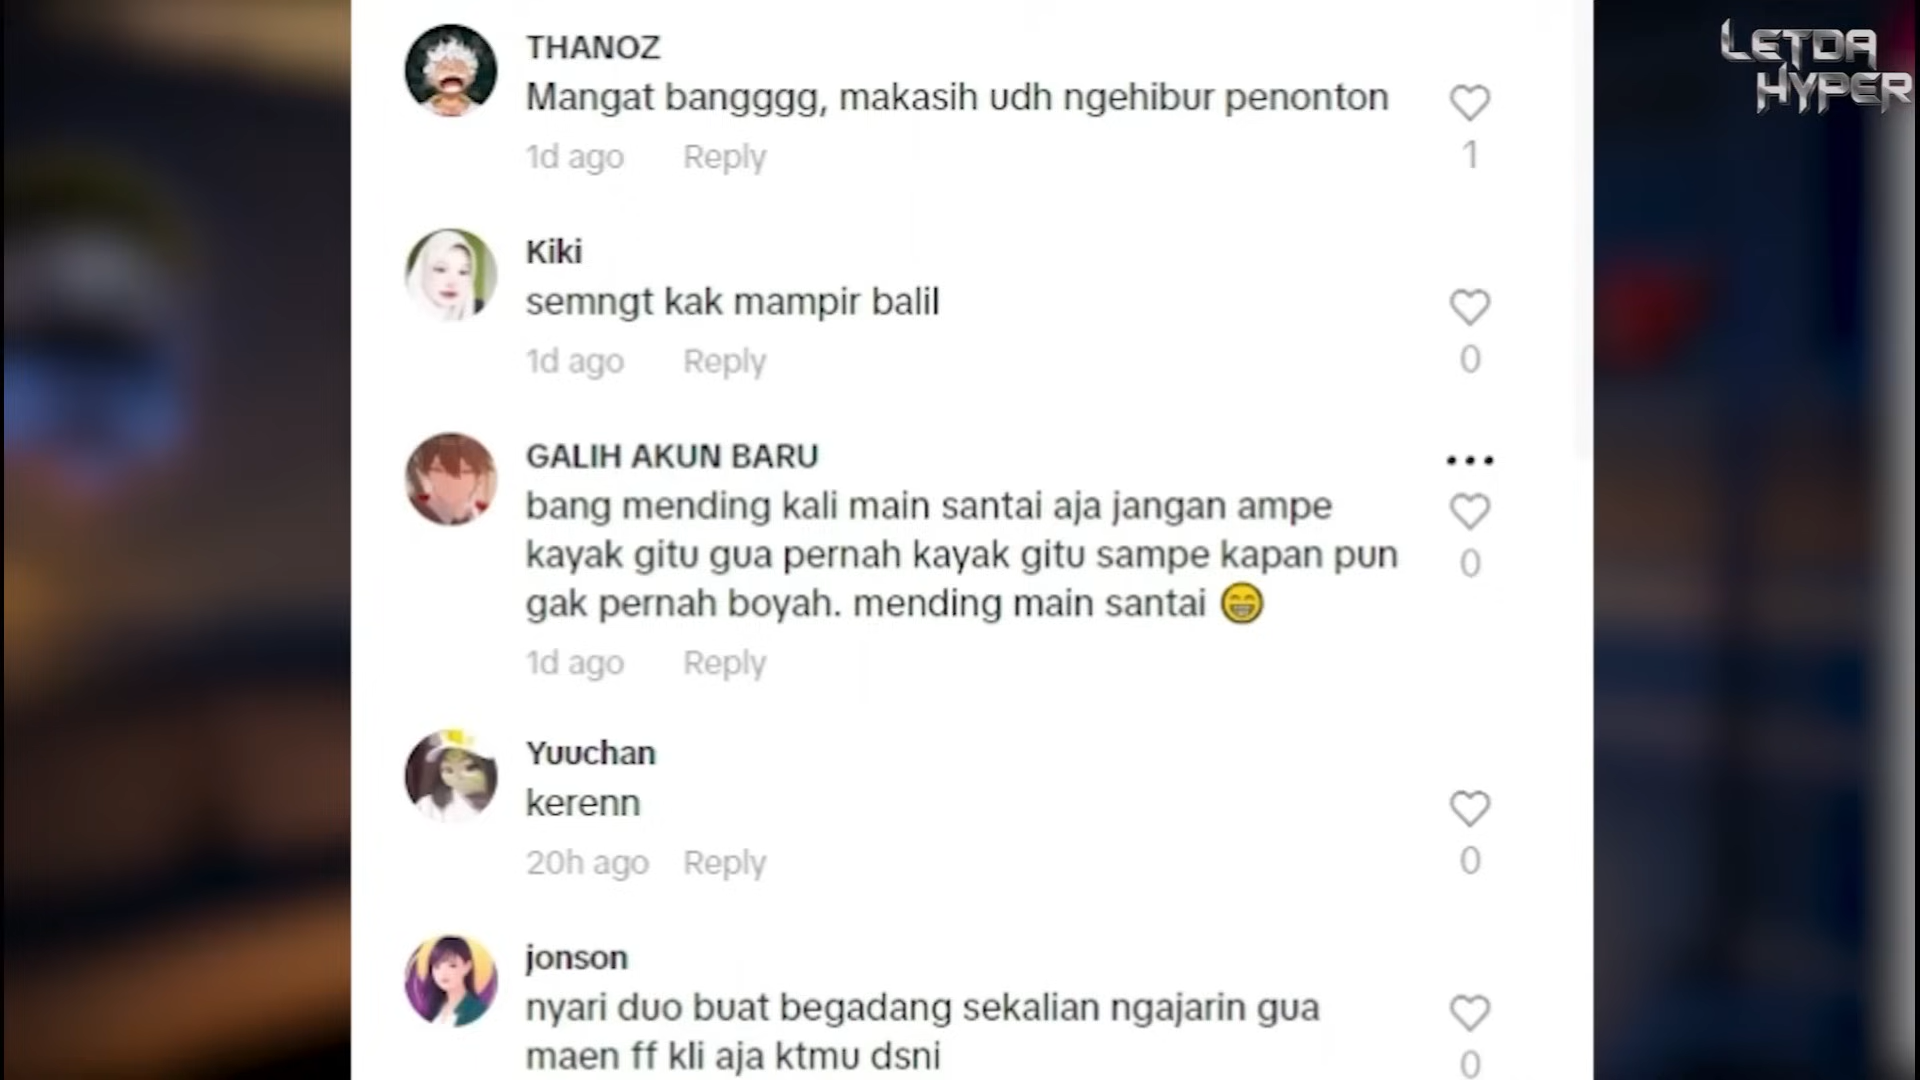 LETDA
HYPER
THANOZ
Mangat bangggg, makasih udh ngehibur penonton
1
1d ago Reply
Kiki
semngt kak mampir balil
0
1d ago Reply
GALIH AKUN BARU
bang mending kali main santai aja jangan ampe
kayak gitu gua pernah kayak gitu sampe kapan pun
0
gak pernah boyah. mending main santai 😁
1d ago Reply
Yuuchan
kerenn
0
20h ago Reply
jonson
nyari duo buat begadang sekalian ngajarin gua
maen ff kli aja ktmu dsni
0